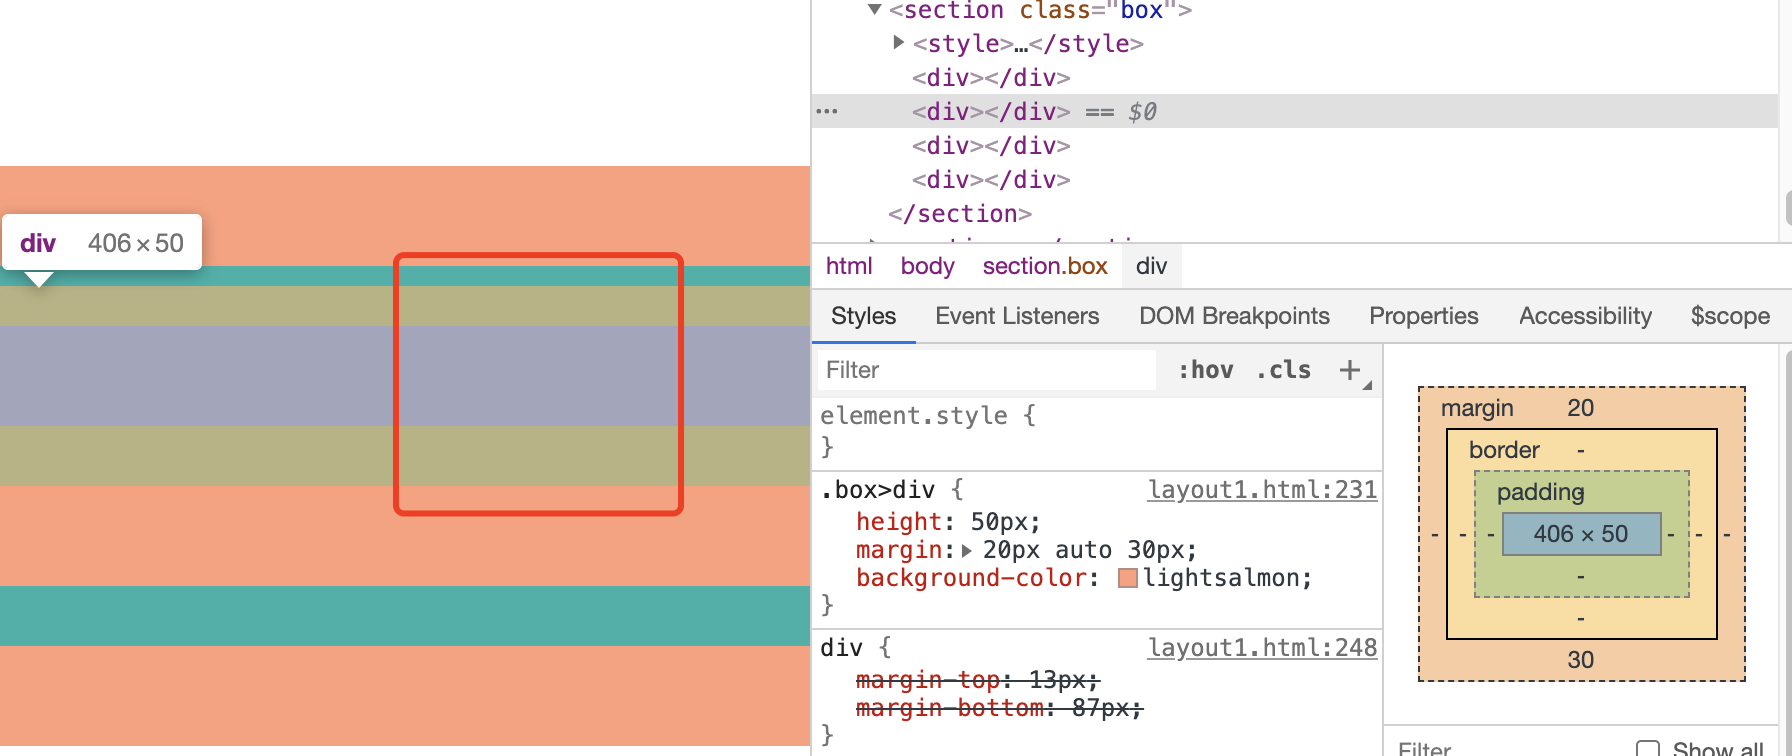 <section class="box">
<style>…</style>
<div></div>
<div></div> == $0
<div></div>
<div></div>
</section>
div 406×50
html body section.box div
Styles Event Listeners DOM Breakpoints Properties Accessibility $scope
Filter :hov .cls +
element.style {
}
.box>div { layout1.html:231
height: 50px;
margin: 20px auto 30px;
background-color: lightsalmon;
}
div { layout1.html:248
margin-top: 13px;
margin-bottom: 87px;
}
margin 20
border -
padding -
- - - 406 × 50 - - -
-
-
30
Filter Show all